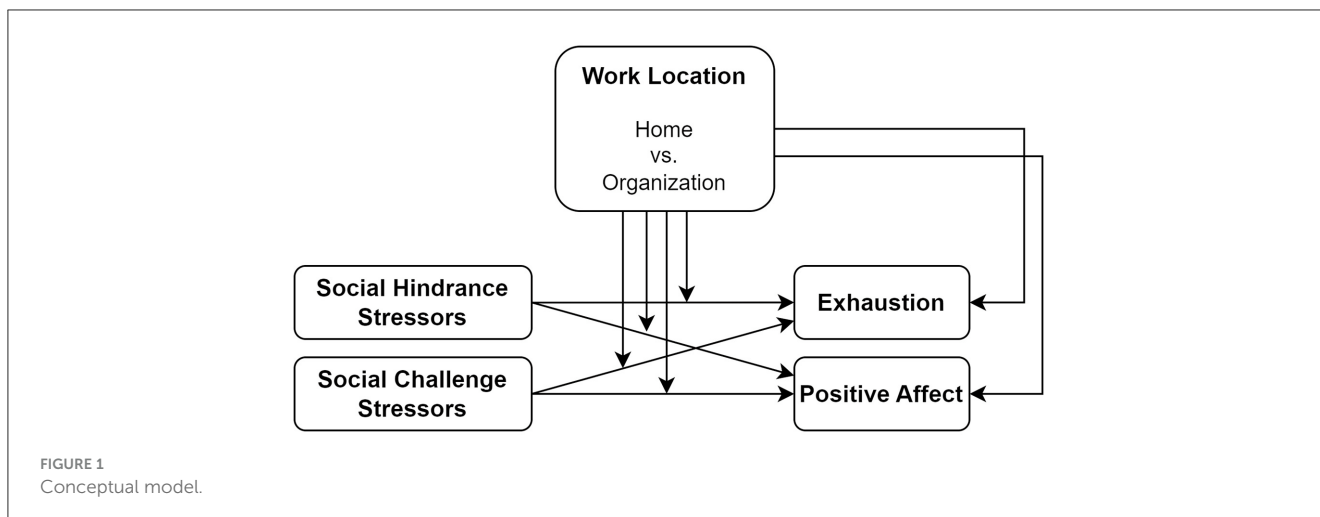 Work Location
Home
vs.
Organization
Social Hindrance
Stressors
Exhaustion
Social Challenge
Stressors
Positive Affect
FIGURE 1
Conceptual model.